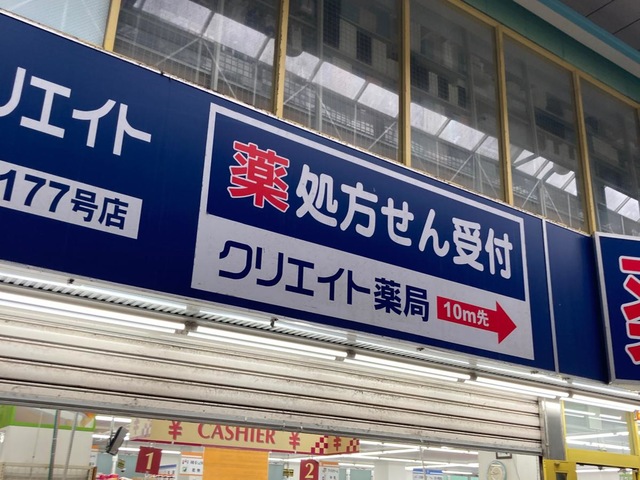 リエイト
177号店
薬 処方せん受付
クリエイト薬局 10m先
¥ CASHIER ¥
1
2